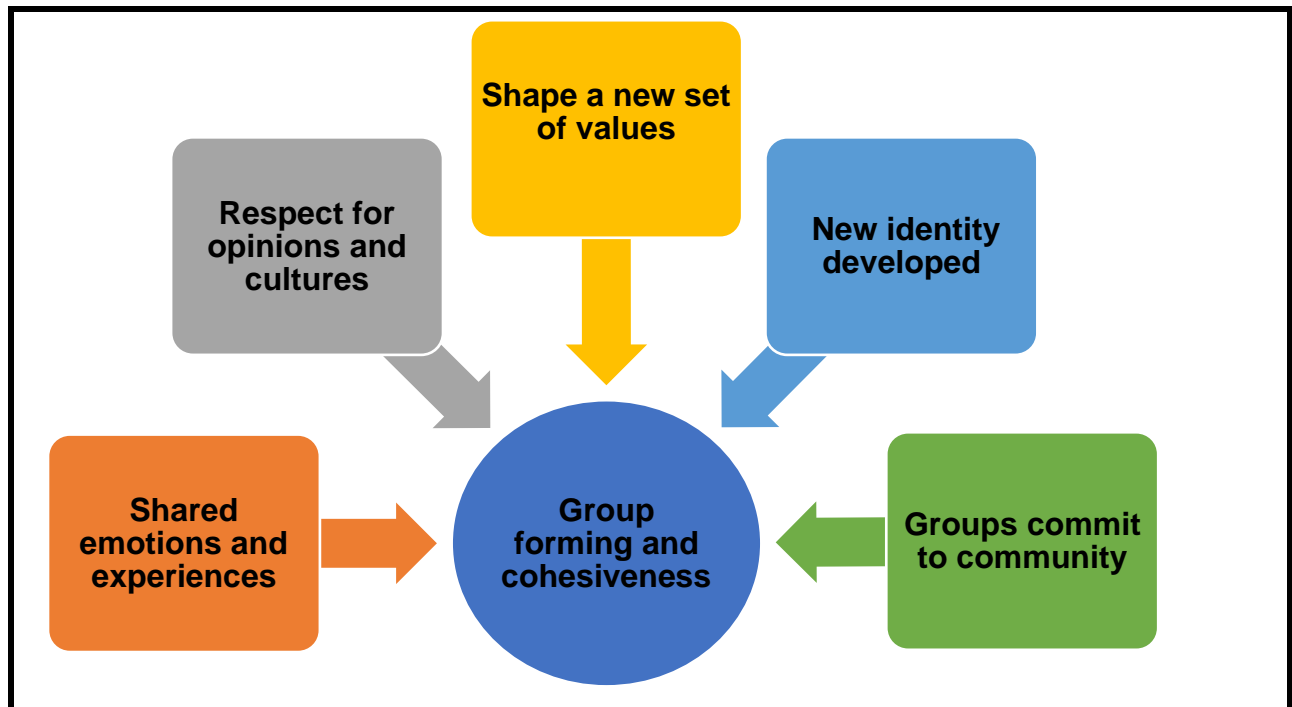 Shape a new set
of values
Respect for
opinions and
cultures
New identity
developed
Shared
emotions and
experiences
Group
forming and
cohesiveness
Groups commit
to community